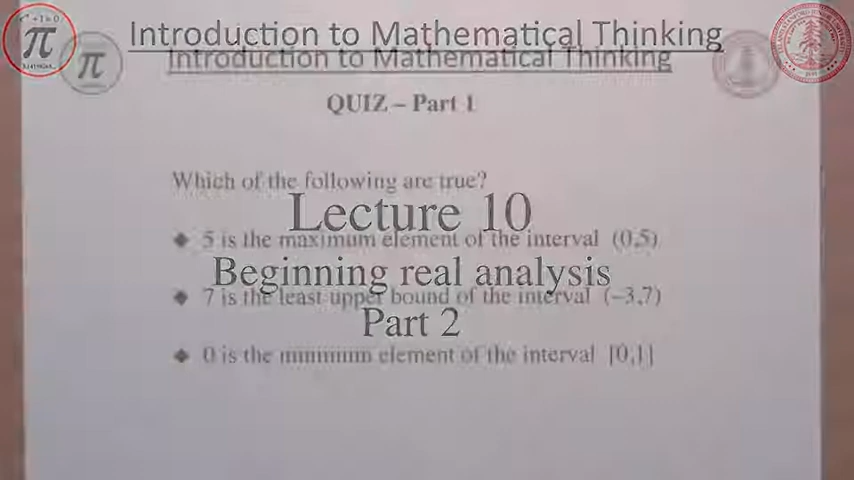 Introduction to Mathematical Thinking
Introduction to Mathematical Thinking
QUIZ – Part 1
Which of the following are true?
Lecture 10
◆ 5 is the maximum element of the interval (0,5)
Beginning real analysis
◆ 7 is the least upper bound of the interval (−3,7)
Part 2
◆ 0 is the minimum element of the interval [0,1]